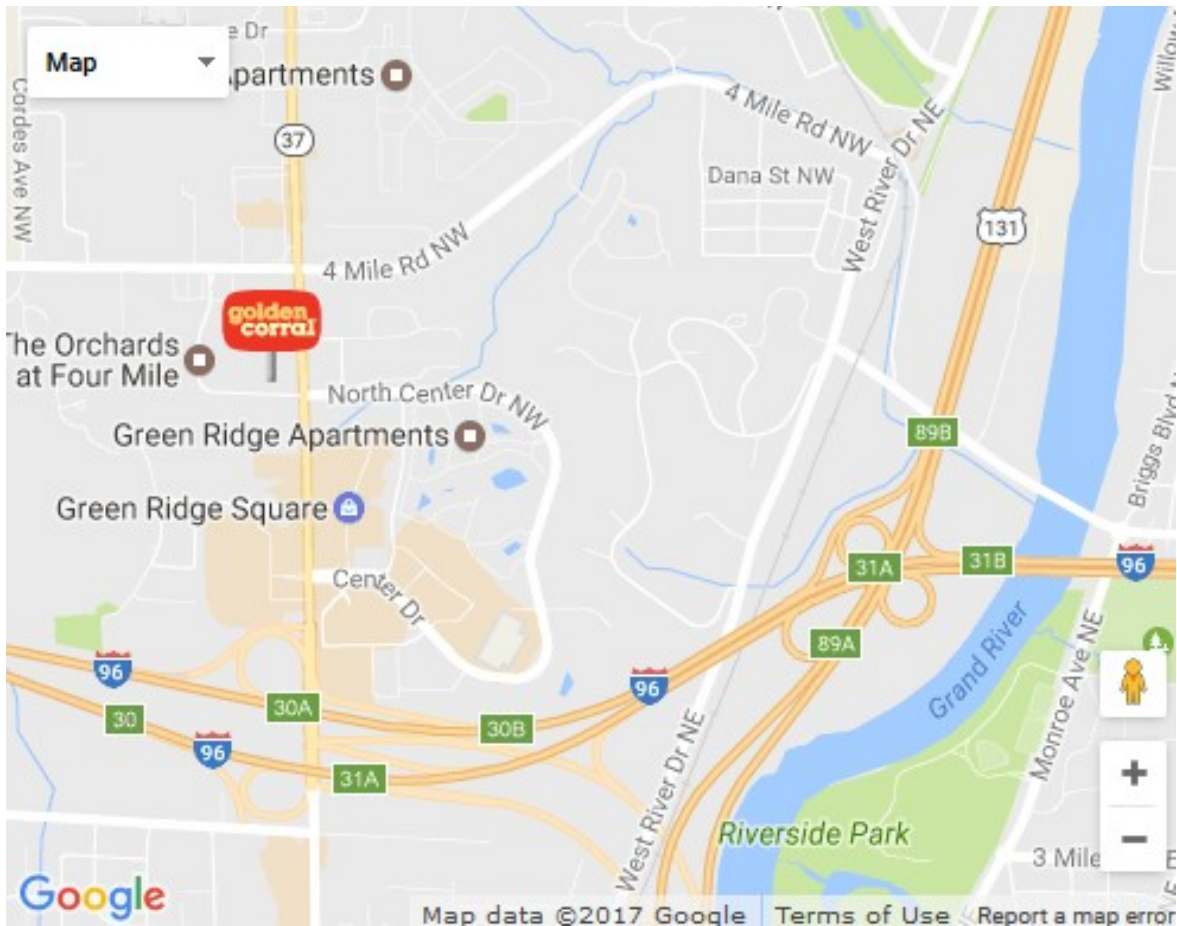 Map
e Dr
Apartments
Cordes Ave NW
37
4 Mile Rd NW
Dana St NW
West River Dr NE
131
4 Mile Rd NW
golden
corral
The Orchards
at Four Mile
North Center Dr NW
Green Ridge Apartments
89B
Briggs Blvd
Green Ridge Square
31A
31B
96
Center Dr
89A
Grand River
Monroe Ave NE
96
96
30A
30
30B
96
31A
West River Dr NE
Riverside Park
3 Mile
Google
Map data ©2017 Google
Terms of Use
Report a map error